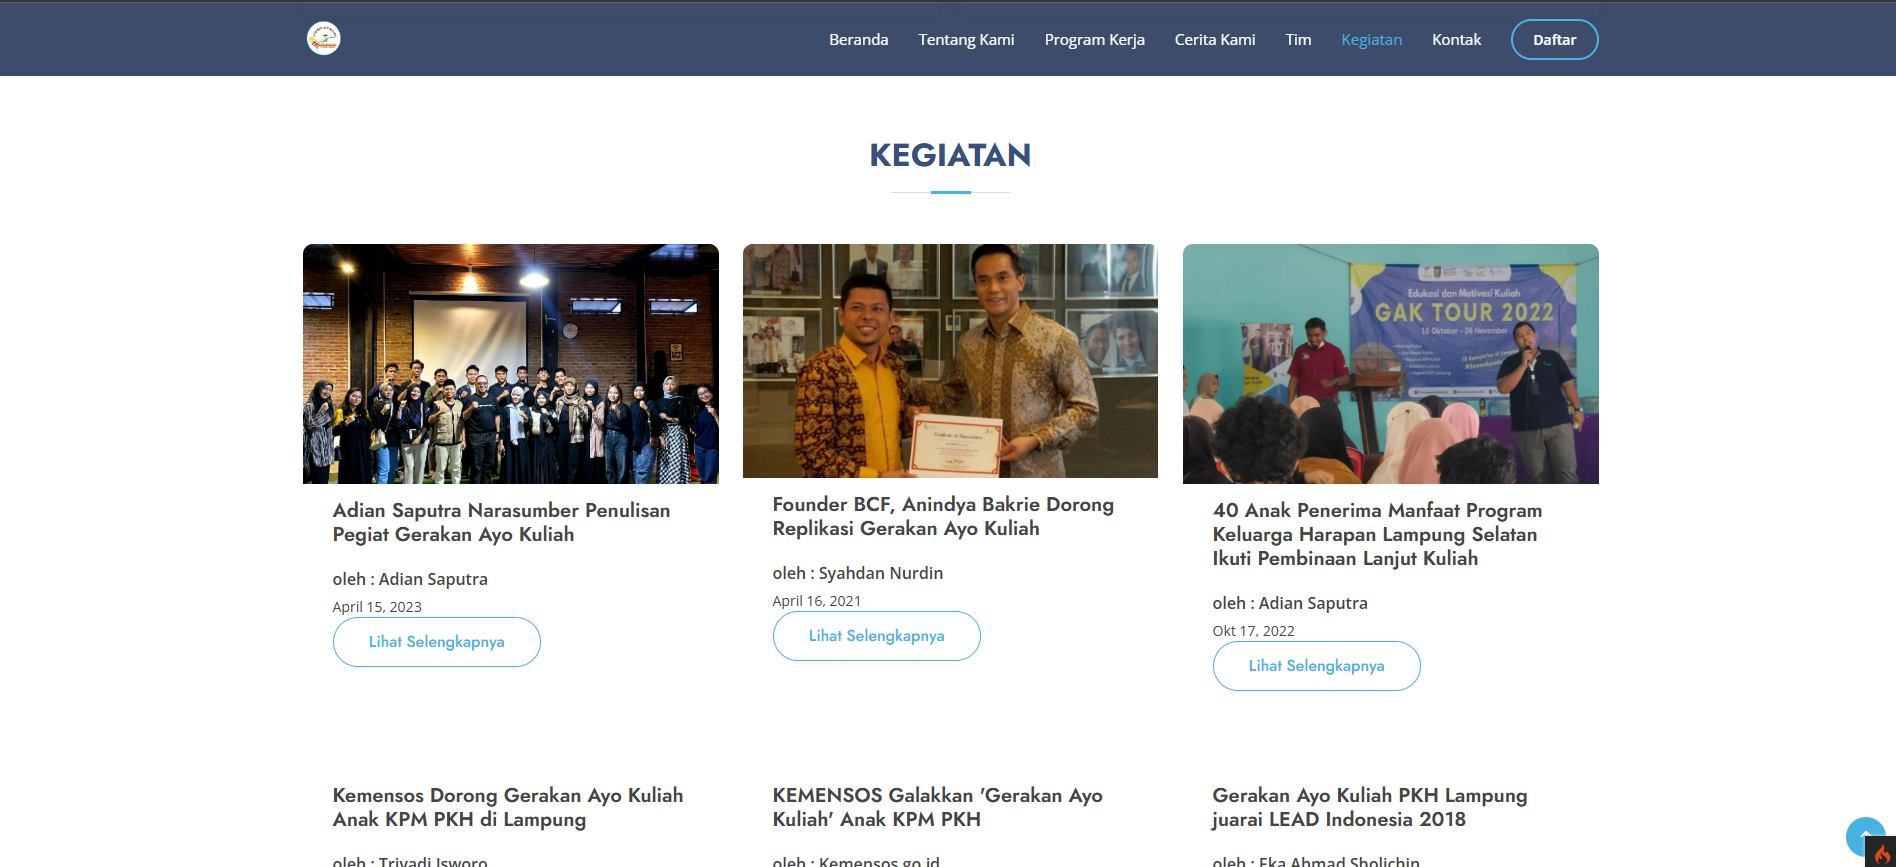 Beranda Tentang Kami Program Kerja Cerita Kami Tim Kegiatan Kontak Daftar
KEGIATAN
Edukasi dan Motivasi Kuliah
GAK TOUR 2022
16 Oktober - 26 November
Certificate of Appreciation
Adian Saputra Narasumber Penulisan
Pegiat Gerakan Ayo Kuliah
oleh : Adian Saputra
April 15, 2023
Lihat Selengkapnya
Founder BCF, Anindya Bakrie Dorong
Replikasi Gerakan Ayo Kuliah
oleh : Syahdan Nurdin
April 16, 2021
Lihat Selengkapnya
40 Anak Penerima Manfaat Program
Keluarga Harapan Lampung Selatan
Ikuti Pembinaan Lanjut Kuliah
oleh : Adian Saputra
Okt 17, 2022
Lihat Selengkapnya
Kemensos Dorong Gerakan Ayo Kuliah
Anak KPM PKH di Lampung
oleh : Triyadi Isworo
KEMENSOS Galakkan 'Gerakan Ayo
Kuliah' Anak KPM PKH
oleh : Kemensos.go.id
Gerakan Ayo Kuliah PKH Lampung
juarai LEAD Indonesia 2018
oleh : Eka Ahmad Sholichin